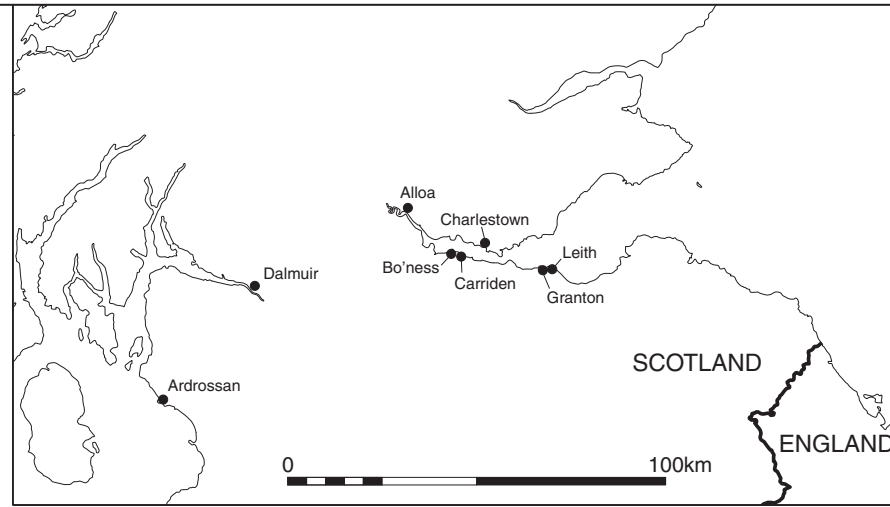 Alloa
Charlestown
Bo'ness
Carriden
Leith
Granton
Dalmuir
Ardrossan
SCOTLAND
ENGLAND
0
100km